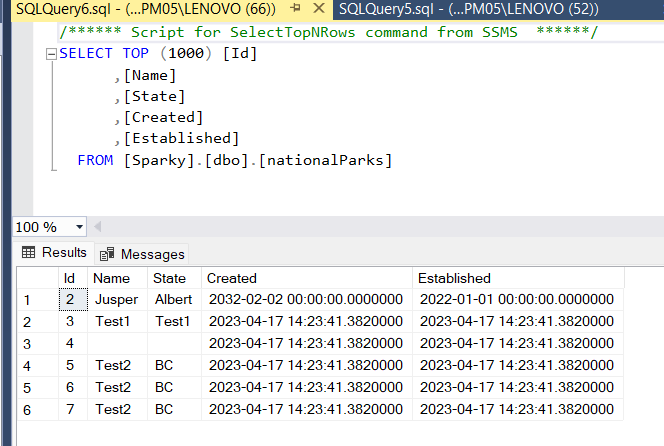 SQLQuery6.sql - (...PM05\LENOVO (66)) SQLQuery5.sql - (...PM05\LENOVO (52))
/****** Script for SelectTopNRows command from SSMS ******/
SELECT TOP (1000) [Id]
,[Name]
,[State]
,[Created]
,[Established]
FROM [Sparky].[dbo].[nationalParks]
100 %
Results Messages
Id Name State Created Established
1 2 Jusper Albert 2032-02-02 00:00:00.0000000 2022-01-01 00:00:00.0000000
2 3 Test1 Test1 2023-04-17 14:23:41.3820000 2023-04-17 14:23:41.3820000
3 4 2023-04-17 14:23:41.3820000 2023-04-17 14:23:41.3820000
4 5 Test2 BC 2023-04-17 14:23:41.3820000 2023-04-17 14:23:41.3820000
5 6 Test2 BC 2023-04-17 14:23:41.3820000 2023-04-17 14:23:41.3820000
6 7 Test2 BC 2023-04-17 14:23:41.3820000 2023-04-17 14:23:41.3820000